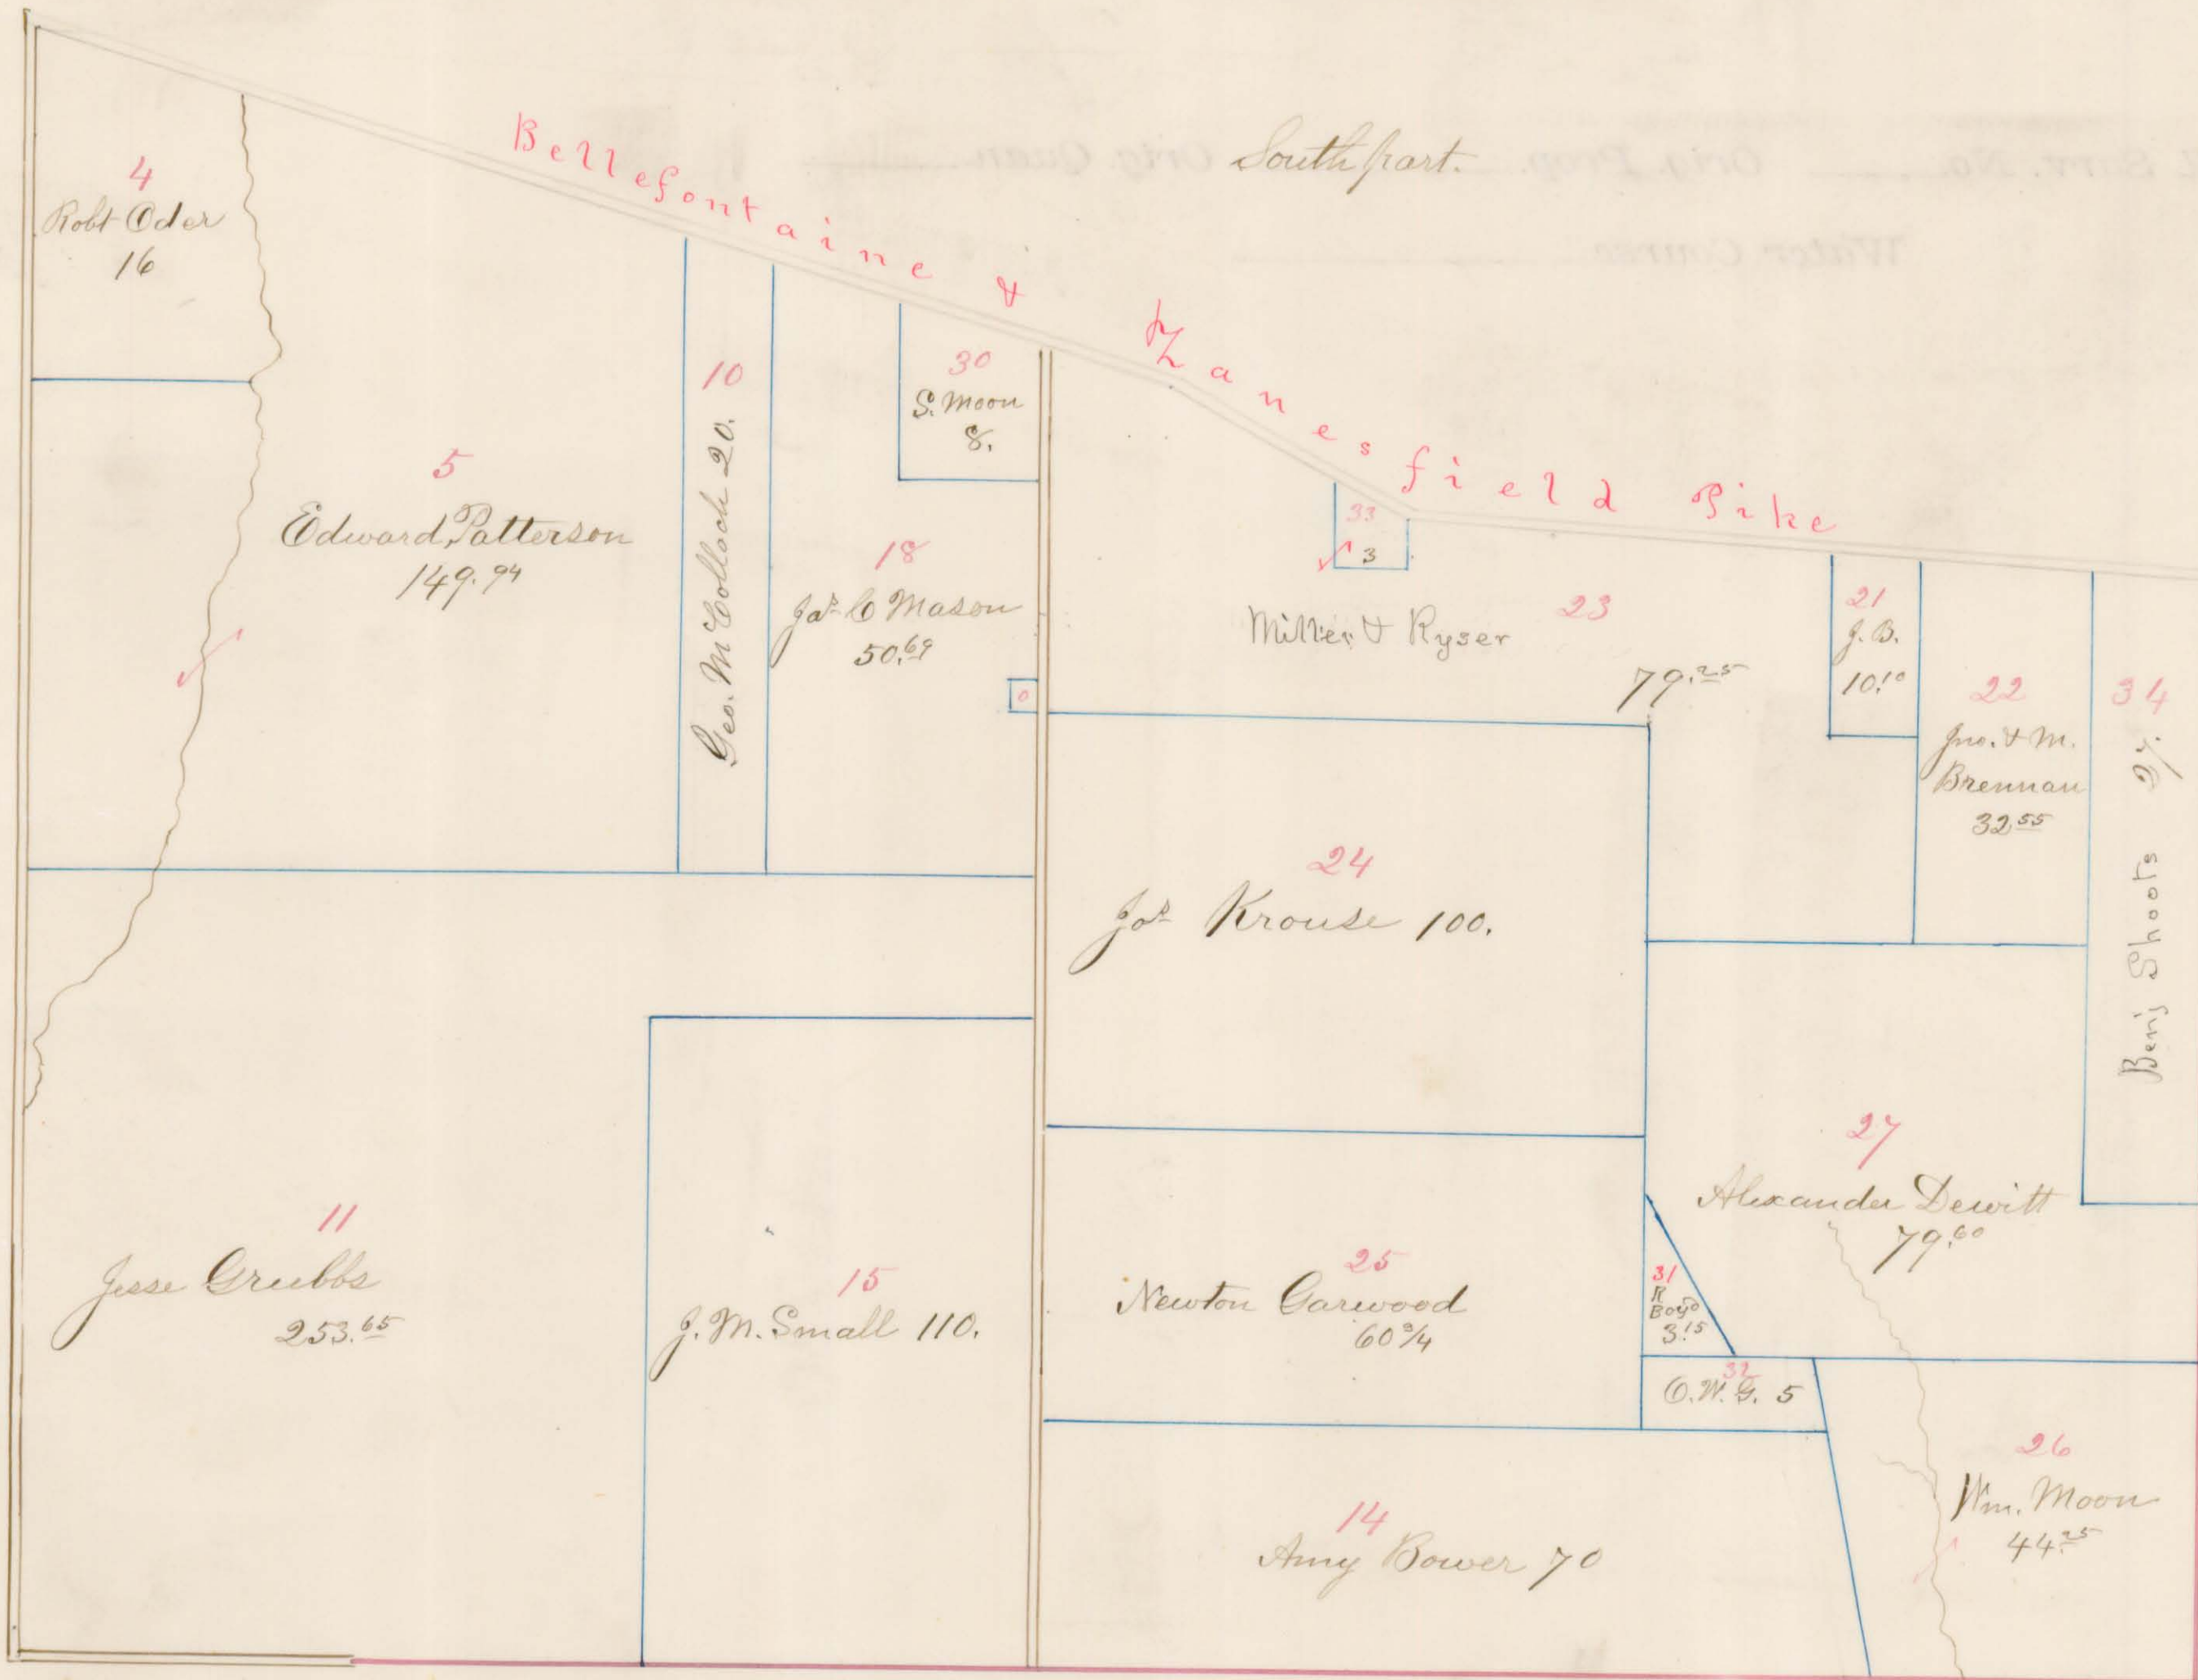 South part.
Bellefontaine & Zanesfield Pike
4
Robt Oder
16
5
Edward Patterson
149.94
10
Geo. McColloch 20.
30
S. Moon
8.
18
Jas C Mason
50.69
0
33
3
23
Miller & Kyser
79.25
21
J. B.
10.10
22
Jno. & M.
Brennan
32 55
34
Benj Shoots
24
Jos Krouse 100.
27
Alexander Dewitt
79.60
11
Jesse Grubbs
253.65
15
J. M. Small 110.
25
Newton Garwood
60 3/4
31
R
Boyd
3.15
32
O. W. G. 5
26
Wm. Moon
44.25
14
Amy Bower 70